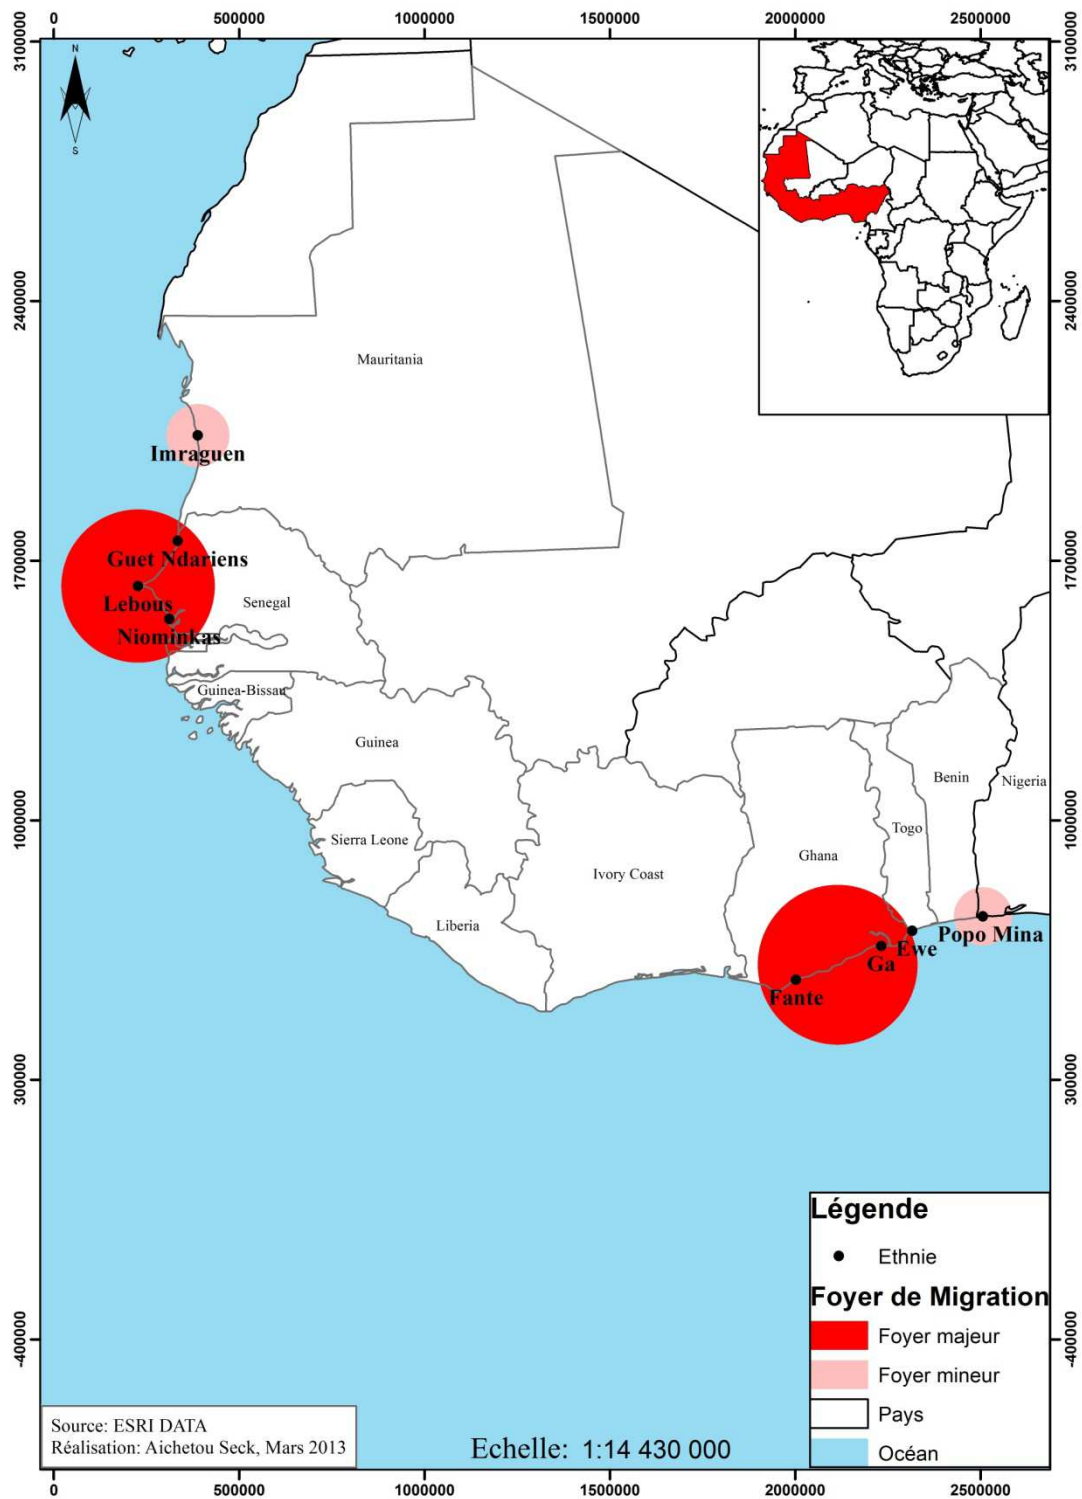 0 500000 1000000 1500000 2000000 2500000
3100000 3100000
N
S
2400000 2400000
Mauritania
Imraguen
1700000 1700000
Guet Ndariens
Lebous
Senegal
Niominkas
Guinea-Bissau
Guinea
Benin
Nigeria
1000000 1000000
Togo
Sierra Leone
Ghana
Ivory Coast
Liberia
Popo Mina
Ewe
Ga
Fante
300000 300000
Légende
Ethnie
Foyer de Migration
Foyer majeur
-400000 -400000
Foyer mineur
Pays
Océan
Source: ESRI DATA
Réalisation: Aichetou Seck, Mars 2013
Echelle: 1:14 430 000
0 500000 1000000 1500000 2000000 2500000